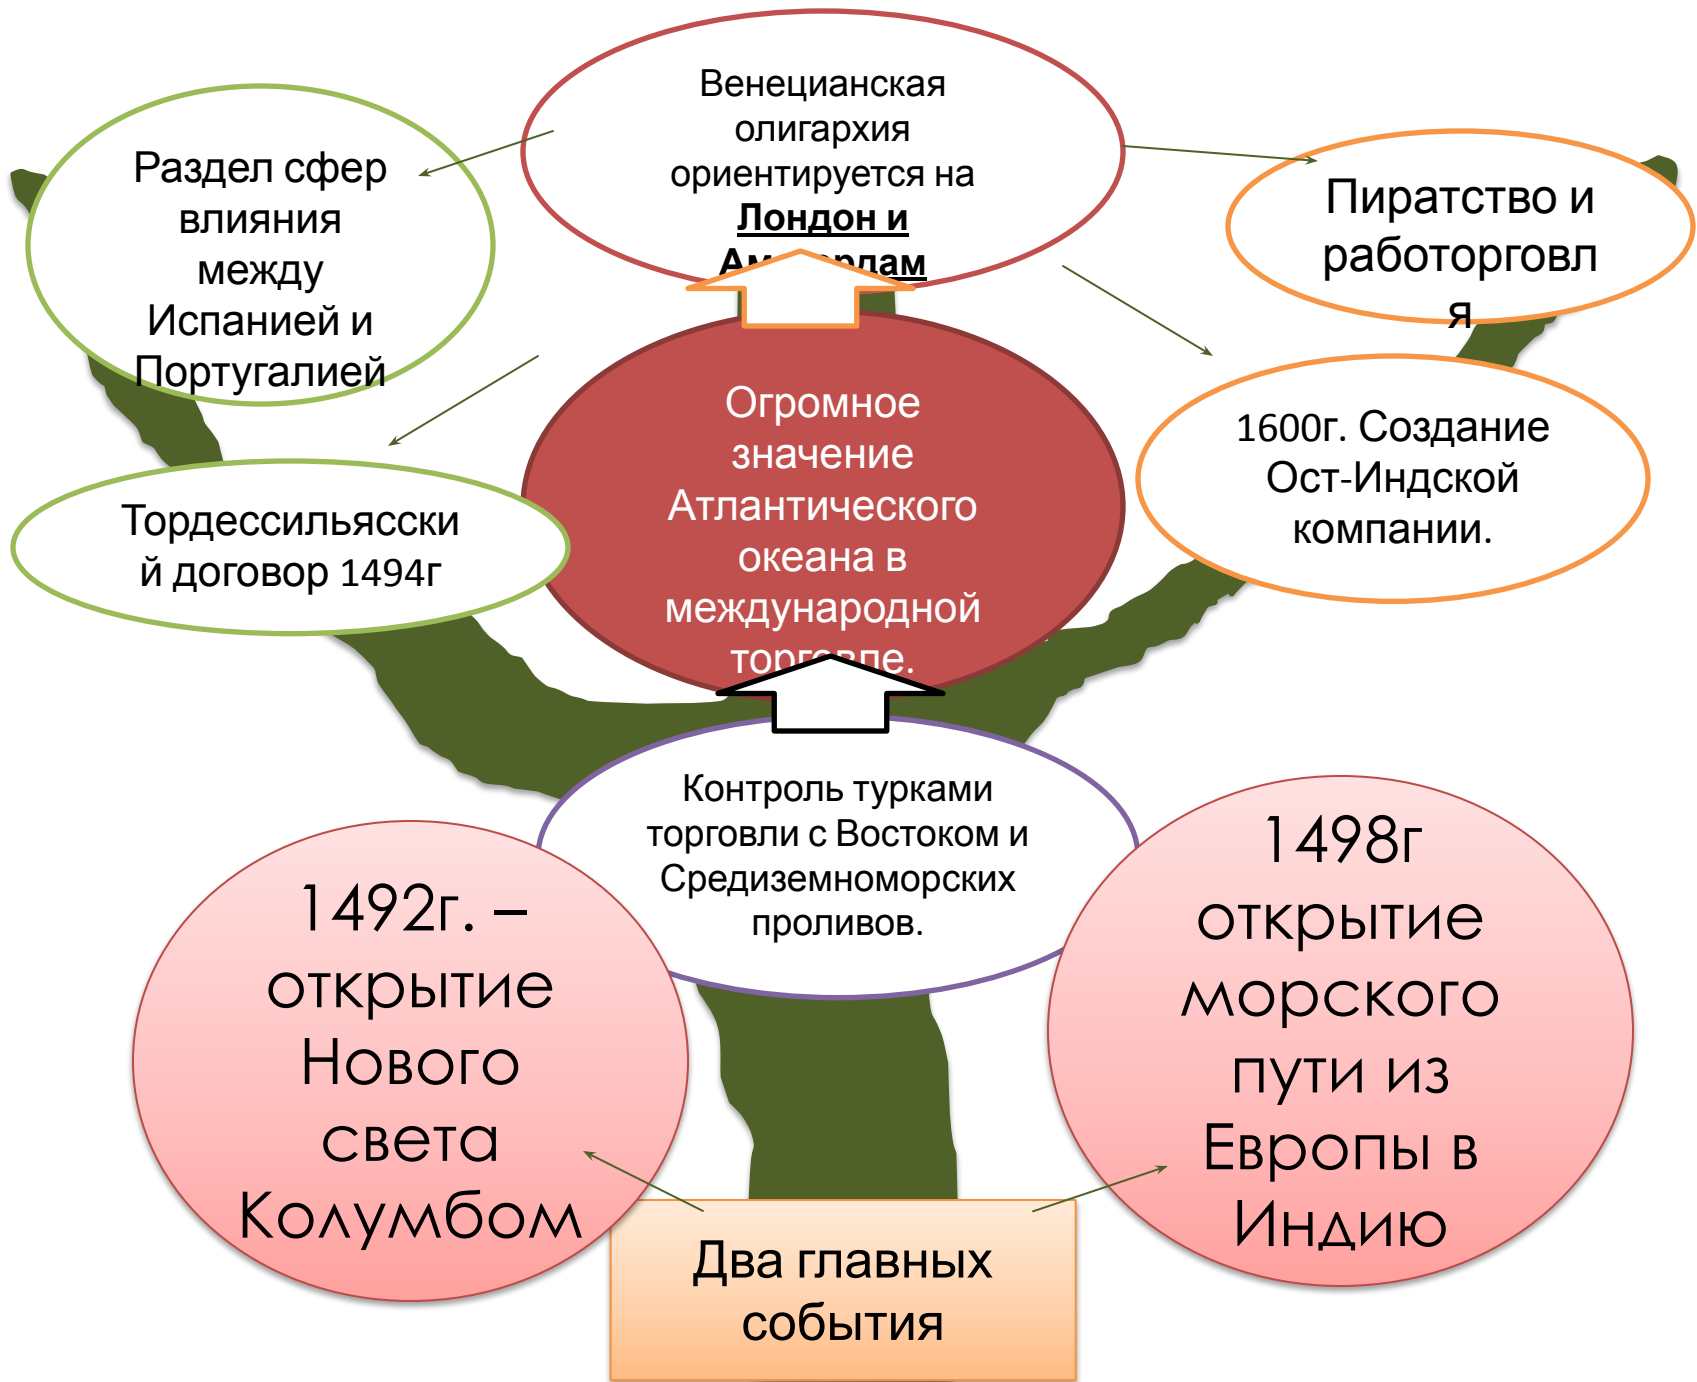 Венецианская
олигархия
ориентируется на
Лондон и
Раздел сфер
влияния
между
Испанией и
Португалией
Пиратство и
работорговл
я
Огромное
значение
Атлантического
океана в
международной
торговле.
1600г. Создание
Ост-Индской
компании.
Тордессильясски
й договор 1494г
Контроль турками
торговли с Востоком и
Средиземноморских
проливов.
1492г. –
открытие
Нового
света
Колумбом
1498г
открытие
морского
пути из
Европы в
Индию
Два главных
события